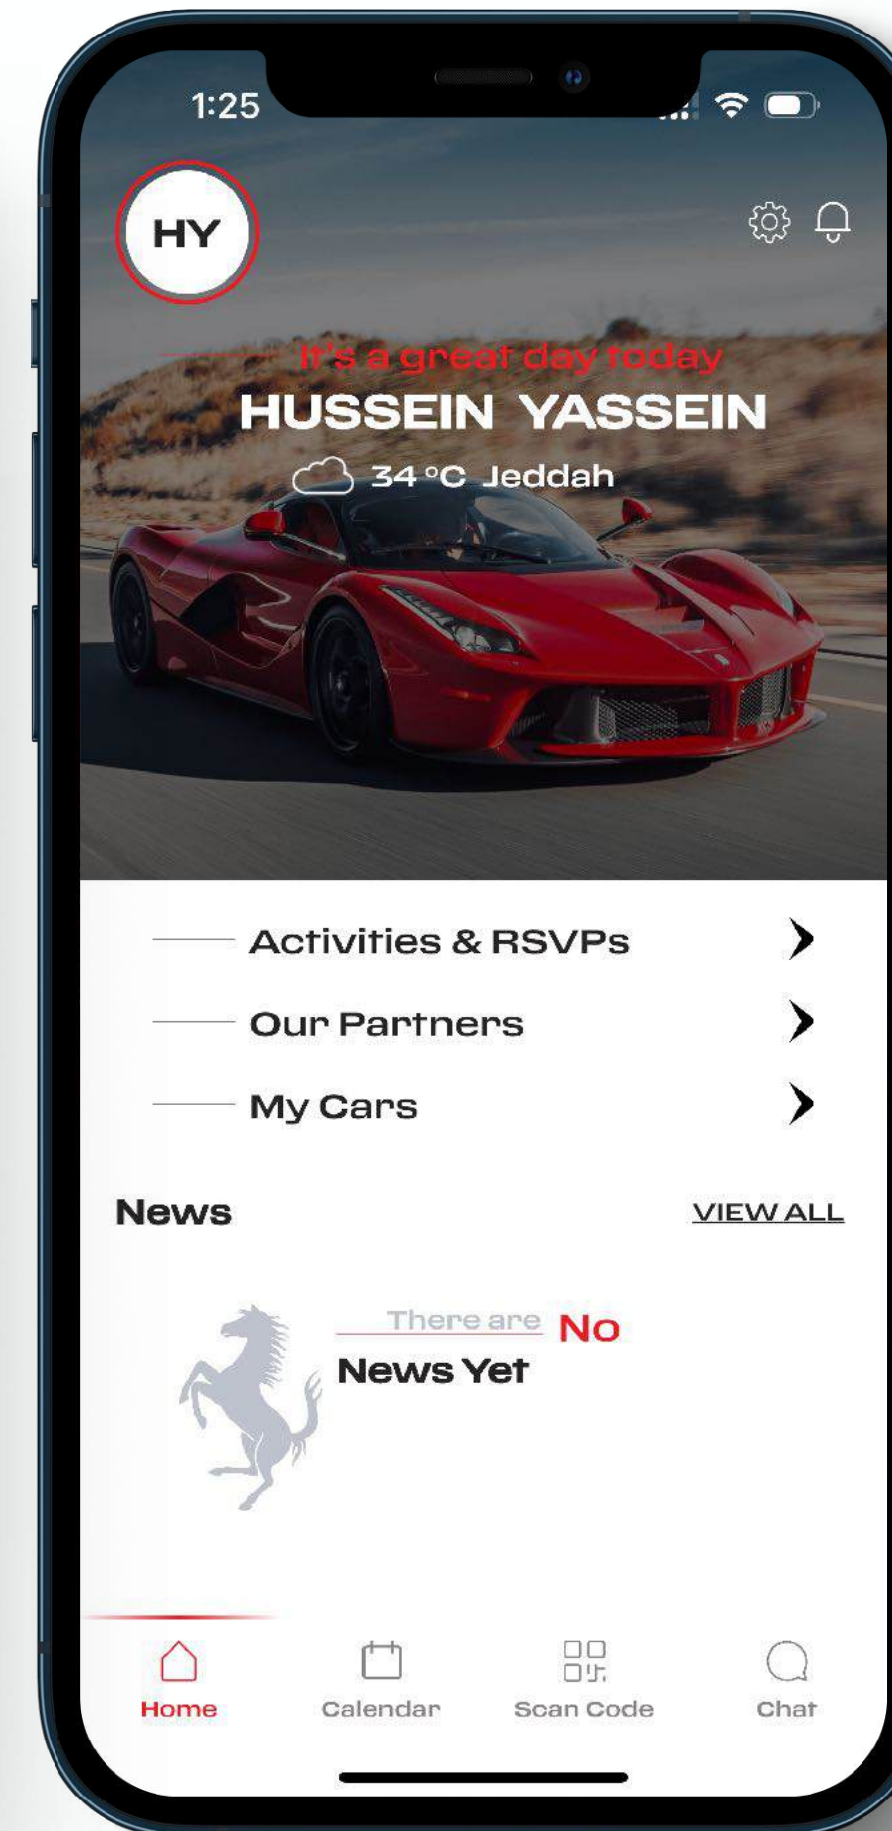 1:25
HY
It's a great day today
HUSSEIN YASSEIN
34 °C Jeddah
Activities & RSVPs
Our Partners
My Cars
News
VIEW ALL
There are No
News Yet
Home
Calendar
Scan Code
Chat